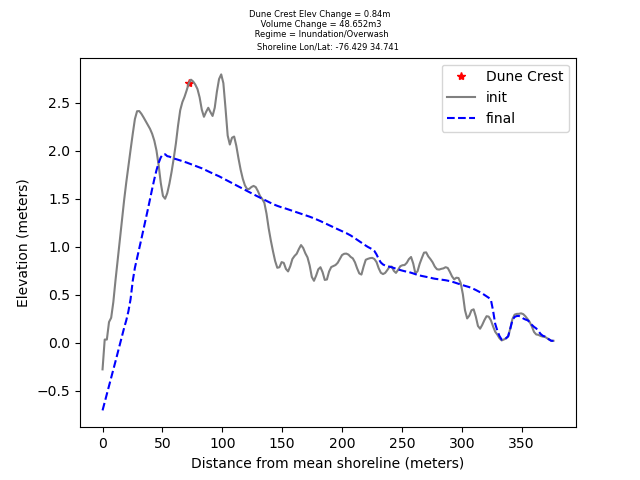 Dune Crest Elev Change = 0.84m
Volume Change = 48.652m3
Regime = Inundation/Overwash
Shoreline Lon/Lat: -76.429 34.741
Dune Crest
init
final
Elevation (meters)
2.5
2.0
1.5
1.0
0.5
0.0
−0.5
0 50 100 150 200 250 300 350
Distance from mean shoreline (meters)